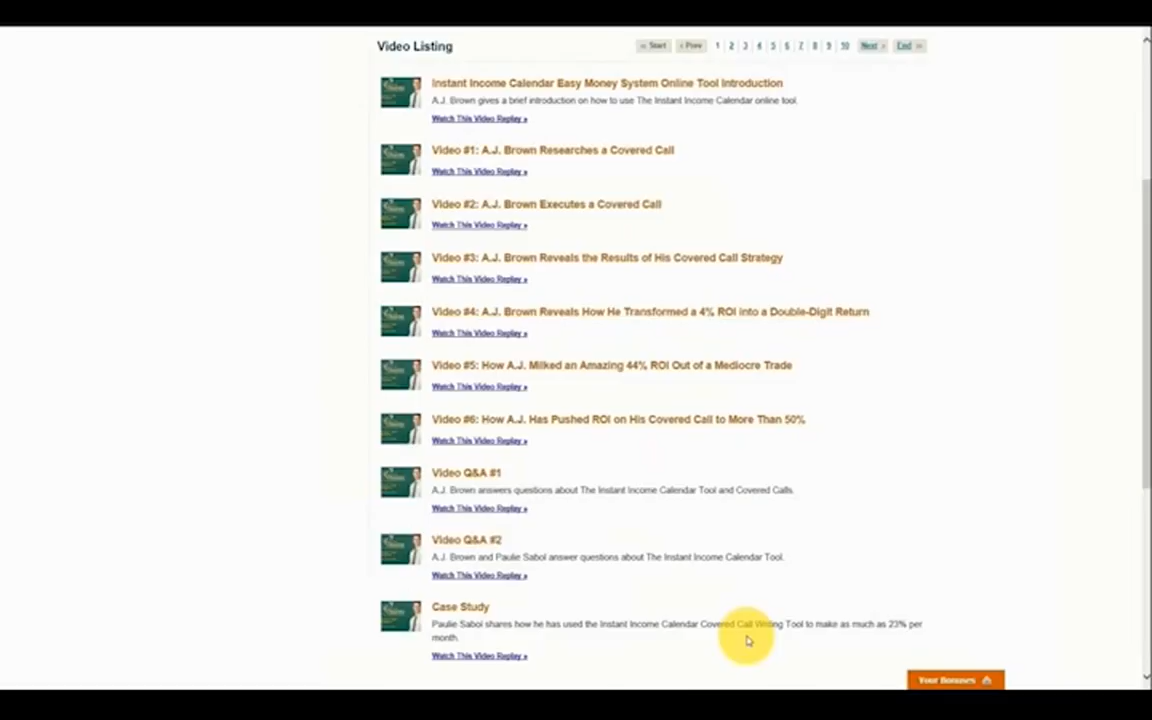 Video Listing
« Start ‹ Prev 1 2 3 4 5 6 7 8 9 10 Next › End »
Instant Income Calendar Easy Money System Online Tool Introduction
A.J. Brown gives a brief introduction on how to use The Instant Income Calendar online tool.
Watch This Video Replay »
Video #1: A.J. Brown Researches a Covered Call
Watch This Video Replay »
Video #2: A.J. Brown Executes a Covered Call
Watch This Video Replay »
Video #3: A.J. Brown Reveals the Results of His Covered Call Strategy
Watch This Video Replay »
Video #4: A.J. Brown Reveals How He Transformed a 4% ROI into a Double-Digit Return
Watch This Video Replay »
Video #5: How A.J. Milked an Amazing 44% ROI Out of a Mediocre Trade
Watch This Video Replay »
Video #6: How A.J. Has Pushed ROI on His Covered Call to More Than 50%
Watch This Video Replay »
Video Q&A #1
A.J. Brown answers questions about The Instant Income Calendar Tool and Covered Calls.
Watch This Video Replay »
Video Q&A #2
A.J. Brown and Paulie Sabol answer questions about The Instant Income Calendar Tool.
Watch This Video Replay »
Case Study
Paulie Sabol shares how he has used the Instant Income Calendar Covered Call Writing Tool to make as much as 23% per
month.
Watch This Video Replay »
Your Bonuses